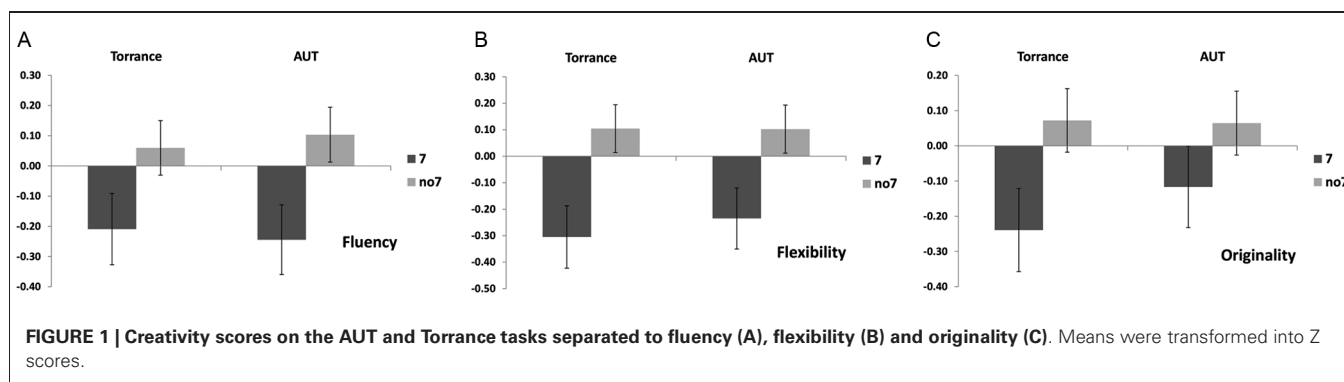 A
Torrance AUT
0.30
0.20
0.10
0.00
-0.10
-0.20
-0.30
-0.40
7
no7
Fluency
B
Torrance AUT
0.30
0.20
0.10
0.00
-0.10
-0.20
-0.30
-0.40
-0.50
7
no7
Flexibility
C
Torrance AUT
0.20
0.10
0.00
-0.10
-0.20
-0.30
-0.40
7
no7
Originality
FIGURE 1 | Creativity scores on the AUT and Torrance tasks separated to fluency (A), flexibility (B) and originality (C). Means were transformed into Z
scores.